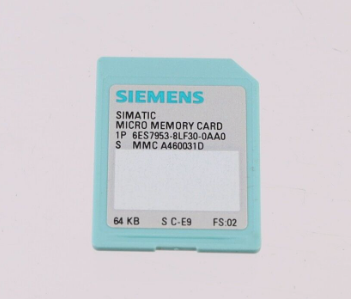 SIEMENS
SIMATIC
MICRO MEMORY CARD
1P 6ES7953-8LF30-0AA0
S MMC A460031D
64 KB S C-E9 FS:02